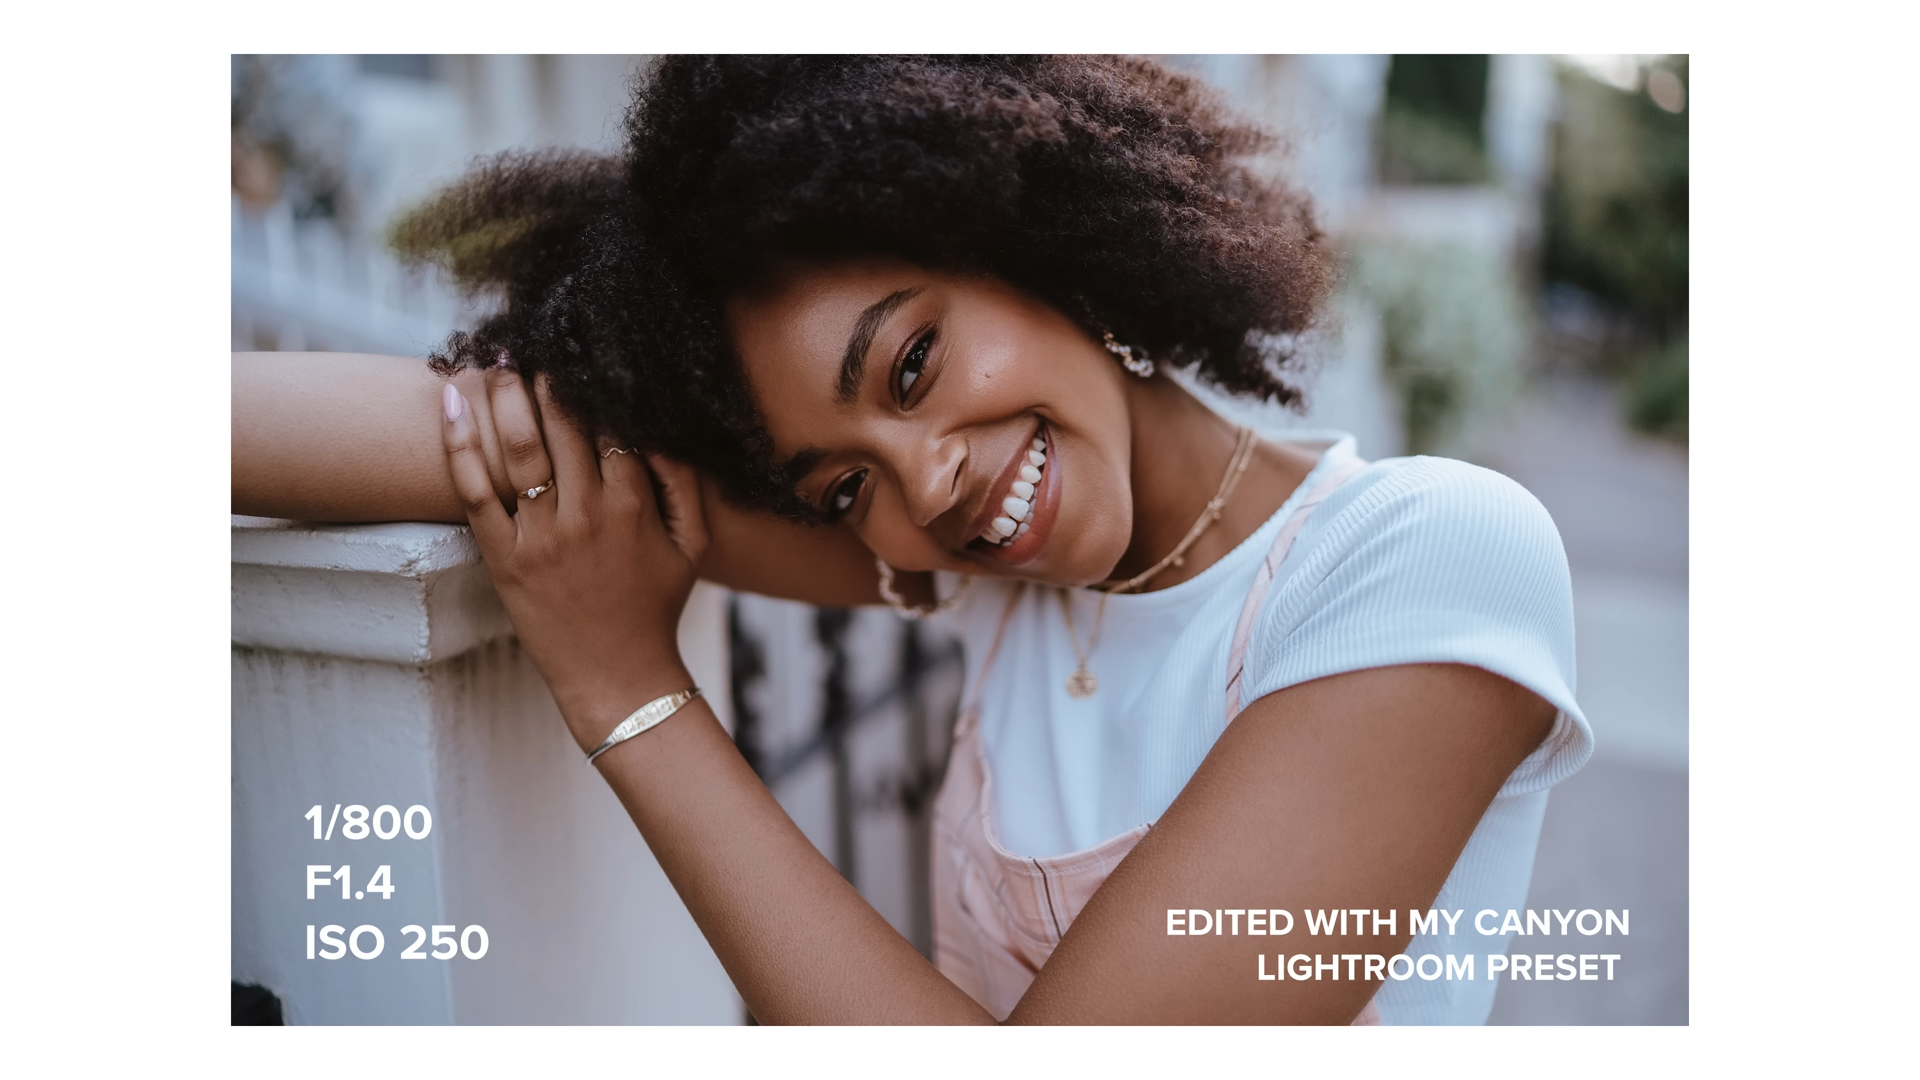 1/800
F1.4
ISO 250
EDITED WITH MY CANYON
LIGHTROOM PRESET